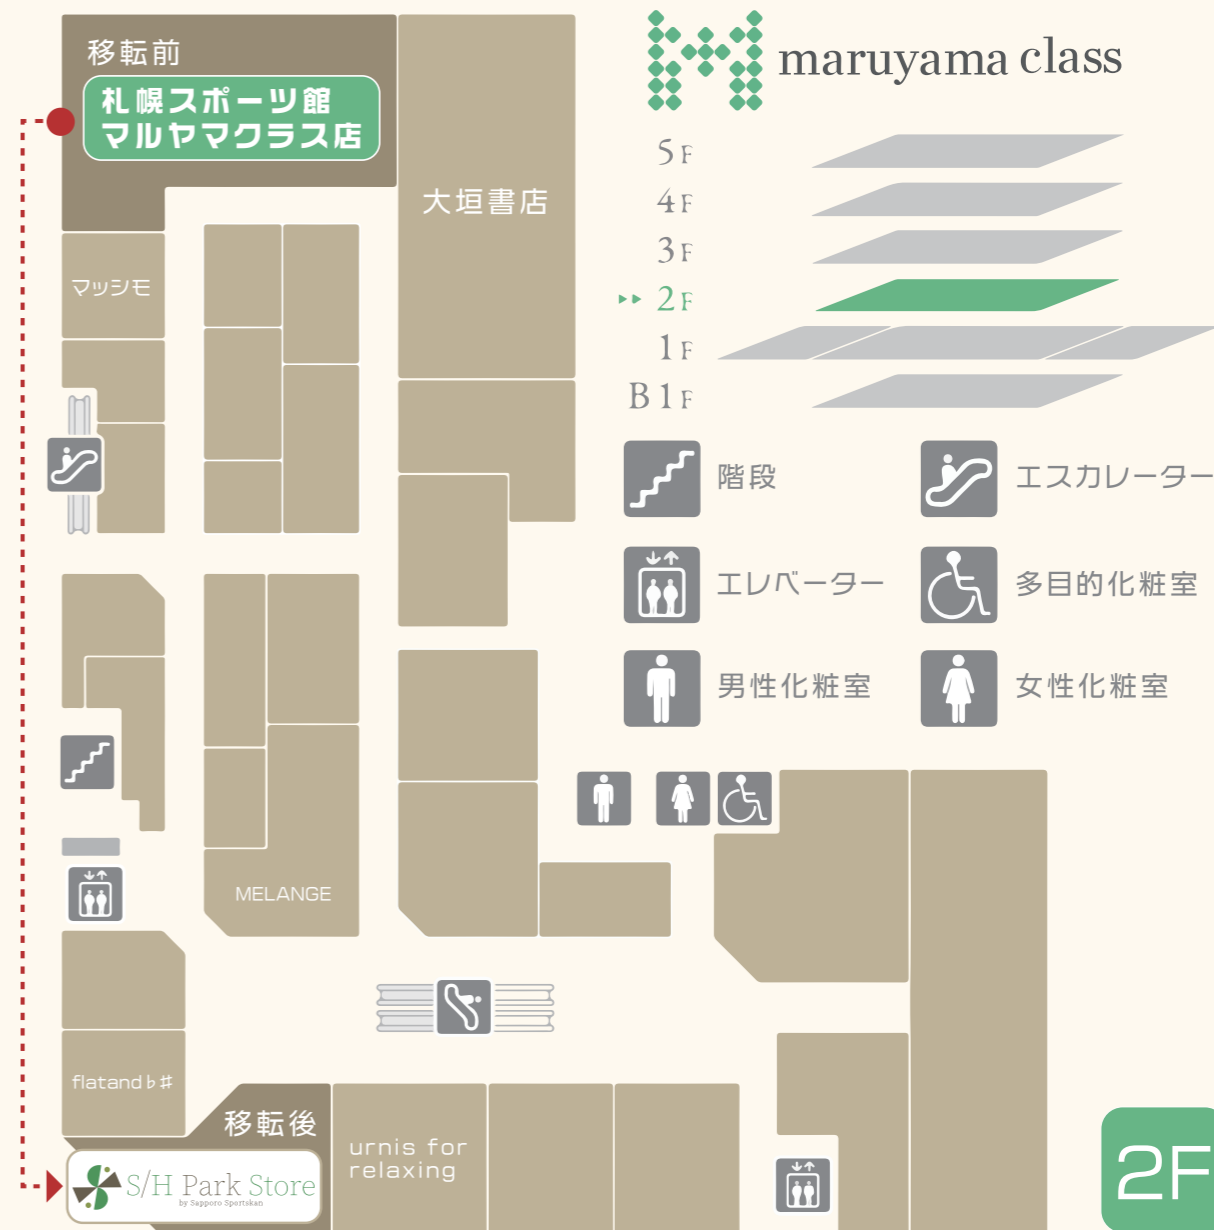 移転前
札幌スポーツ館
マルヤマクラス店
大垣書店
マッシモ
maruyama class
5F
4F
3F
2F
1F
B1F
階段
エスカレーター
エレベーター
多目的化粧室
男性化粧室
女性化粧室
MELANGE
flatand♭♯
移転後
S/H Park Store
by Sapporo Sportskan
urnis for
relaxing
2F